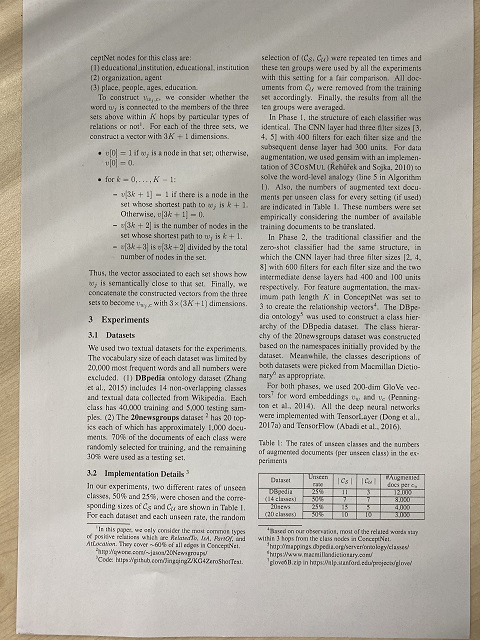 ceptNet nodes for this class are:
(1) educational_institution, educational, institution
(2) organization, agent
(3) place, people, ages, education.
To construct v_{w_j,c}, we consider whether the
word w_j is connected to the members of the three
sets above within K hops by particular types of
relations or not¹. For each of the three sets, we
construct a vector with 3K + 1 dimensions.
• v[0] = 1 if w_j is a node in that set; otherwise,
v[0] = 0.
• for k = 0, ..., K − 1:
– v[3k + 1] = 1 if there is a node in the
set whose shortest path to w_j is k + 1.
Otherwise, v[3k + 1] = 0.
– v[3k + 2] is the number of nodes in the
set whose shortest path to w_j is k + 1.
– v[3k+3] is v[3k+2] divided by the total
number of nodes in the set.
Thus, the vector associated to each set shows how
w_j is semantically close to that set. Finally, we
concatenate the constructed vectors from the three
sets to become v_{w_j,c} with 3×(3K+1) dimensions.
3 Experiments
3.1 Datasets
We used two textual datasets for the experiments.
The vocabulary size of each dataset was limited by
20,000 most frequent words and all numbers were
excluded. (1) DBpedia ontology dataset (Zhang
et al., 2015) includes 14 non-overlapping classes
and textual data collected from Wikipedia. Each
class has 40,000 training and 5,000 testing sam-
ples. (2) The 20newsgroups dataset² has 20 top-
ics each of which has approximately 1,000 docu-
ments. 70% of the documents of each class were
randomly selected for training, and the remaining
30% were used as a testing set.
3.2 Implementation Details³
In our experiments, two different rates of unseen
classes, 50% and 25%, were chosen and the corre-
sponding sizes of C_S and C_U are shown in Table 1.
For each dataset and each unseen rate, the random
¹In this paper, we only consider the most common types
of positive relations which are RelatedTo, IsA, PartOf, and
AtLocation. They cover ∼60% of all edges in ConceptNet.
²http://qwone.com/∼jason/20Newsgroups/
³Code: https://github.com/JingqingZ/KG4ZeroShotText.
selection of (C_S, C_U) were repeated ten times and
these ten groups were used by all the experiments
with this setting for a fair comparison. All doc-
uments from C_U were removed from the training
set accordingly. Finally, the results from all the
ten groups were averaged.
In Phase 1, the structure of each classifier was
identical. The CNN layer had three filter sizes [3,
4, 5] with 400 filters for each filter size and the
subsequent dense layer had 300 units. For data
augmentation, we used gensim with an implemen-
tation of 3COSMUL (Řehůřek and Sojka, 2010) to
solve the word-level analogy (line 5 in Algorithm
1). Also, the numbers of augmented text docu-
ments per unseen class for every setting (if used)
are indicated in Table 1. These numbers were set
empirically considering the number of available
training documents to be translated.
In Phase 2, the traditional classifier and the
zero-shot classifier had the same structure, in
which the CNN layer had three filter sizes [2, 4,
8] with 600 filters for each filter size and the two
intermediate dense layers had 400 and 100 units
respectively. For feature augmentation, the max-
imum path length K in ConceptNet was set to
3 to create the relationship vectors⁴. The DBpe-
dia ontology⁵ was used to construct a class hier-
archy of the DBpedia dataset. The class hierar-
chy of the 20newsgroups dataset was constructed
based on the namespaces initially provided by the
dataset. Meanwhile, the classes descriptions of
both datasets were picked from Macmillan Dictio-
nary⁶ as appropriate.
For both phases, we used 200-dim GloVe vec-
tors⁷ for word embeddings v_w and v_c (Penning-
ton et al., 2014). All the deep neural networks
were implemented with TensorLayer (Dong et al.,
2017a) and TensorFlow (Abadi et al., 2016).
Table 1: The rates of unseen classes and the numbers
of augmented documents (per unseen class) in the ex-
periments
Dataset Unseen rate |C_S| |C_U| #Augmented docs per c_u
DBpedia (14 classes) 25% 11 3 12,000
50% 7 7 8,000
20news (20 classes) 25% 15 5 4,000
50% 10 10 3,000
⁴Based on our observation, most of the related words stay
within 3 hops from the class nodes in ConceptNet.
⁵http://mappings.dbpedia.org/server/ontology/classes/
⁶https://www.macmillandictionary.com/
⁷glove6B.zip in https://nlp.stanford.edu/projects/glove/